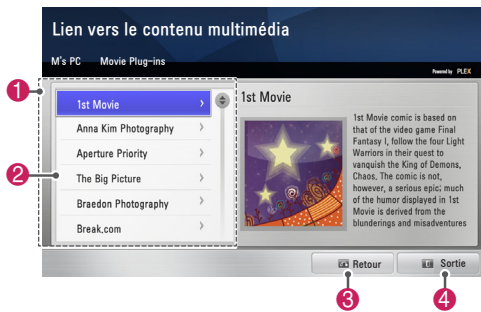 Lien vers le contenu multimédia
M's PC Movie Plug-ins
Powered by PLEX
1
1st Movie
Anna Kim Photography
2
Aperture Priority
The Big Picture
Braedon Photography
Break.com
1st Movie
1st Movie comic is based on
that of the video game Final
Fantasy I, follow the four Light
Warriors in their quest to
vanquish the King of Demons,
Chaos, The comic is not,
however, a serious epic; much
of the humor displayed in 1st
Movie is derived from the
blunderings and misadventures
Retour
Sortie
3
4